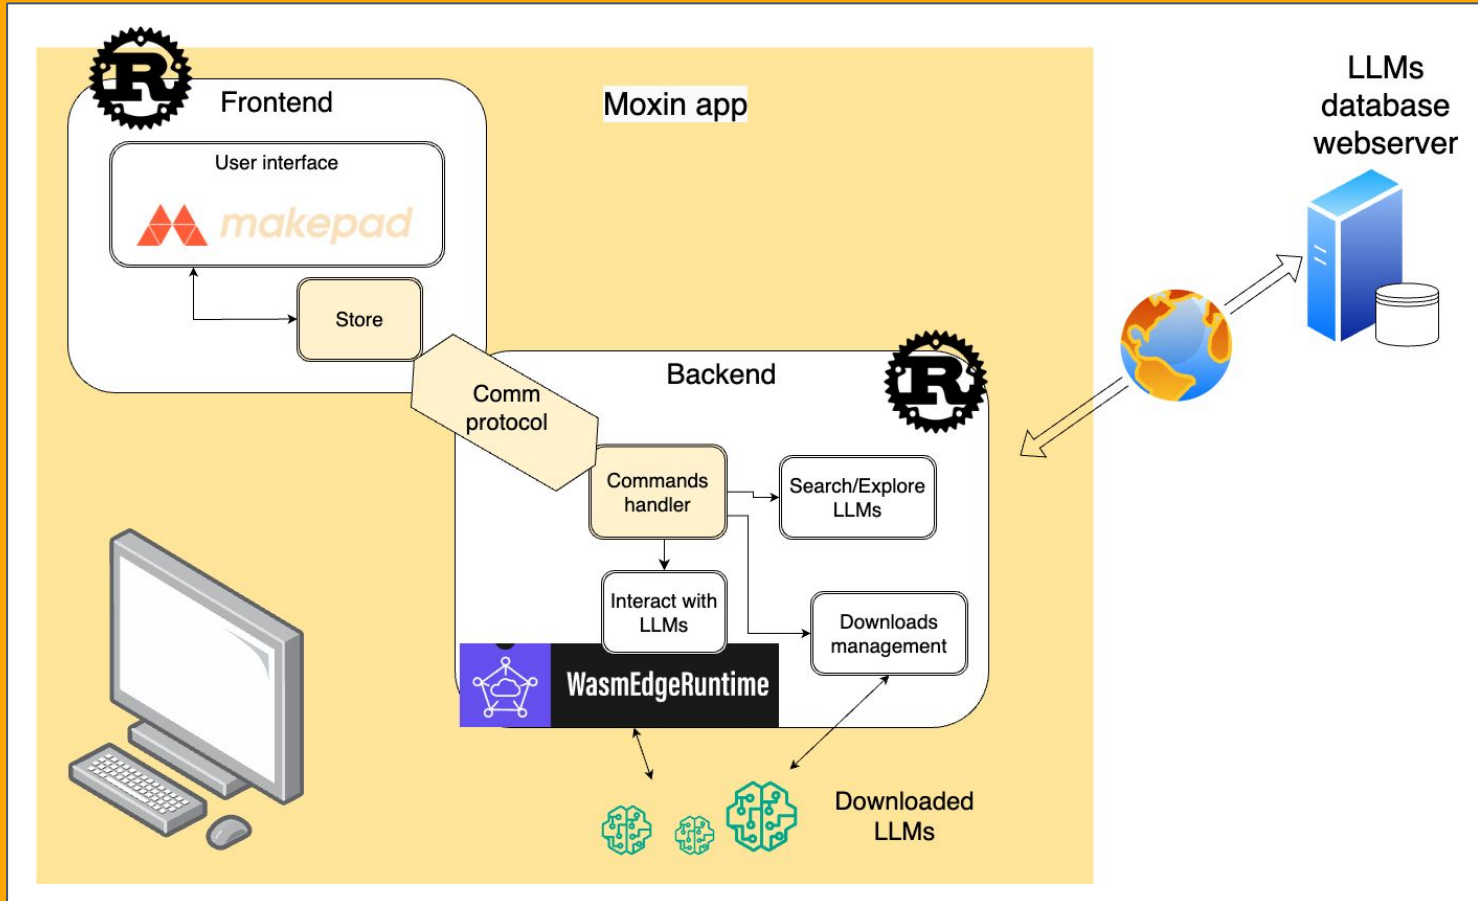 Frontend
Moxin app
LLMs
database
webserver
User interface
makepad
Store
Comm
protocol
Backend
Commands
handler
Search/Explore
LLMs
Interact with
LLMs
Downloads
management
WasmEdgeRuntime
Downloaded
LLMs
R
R